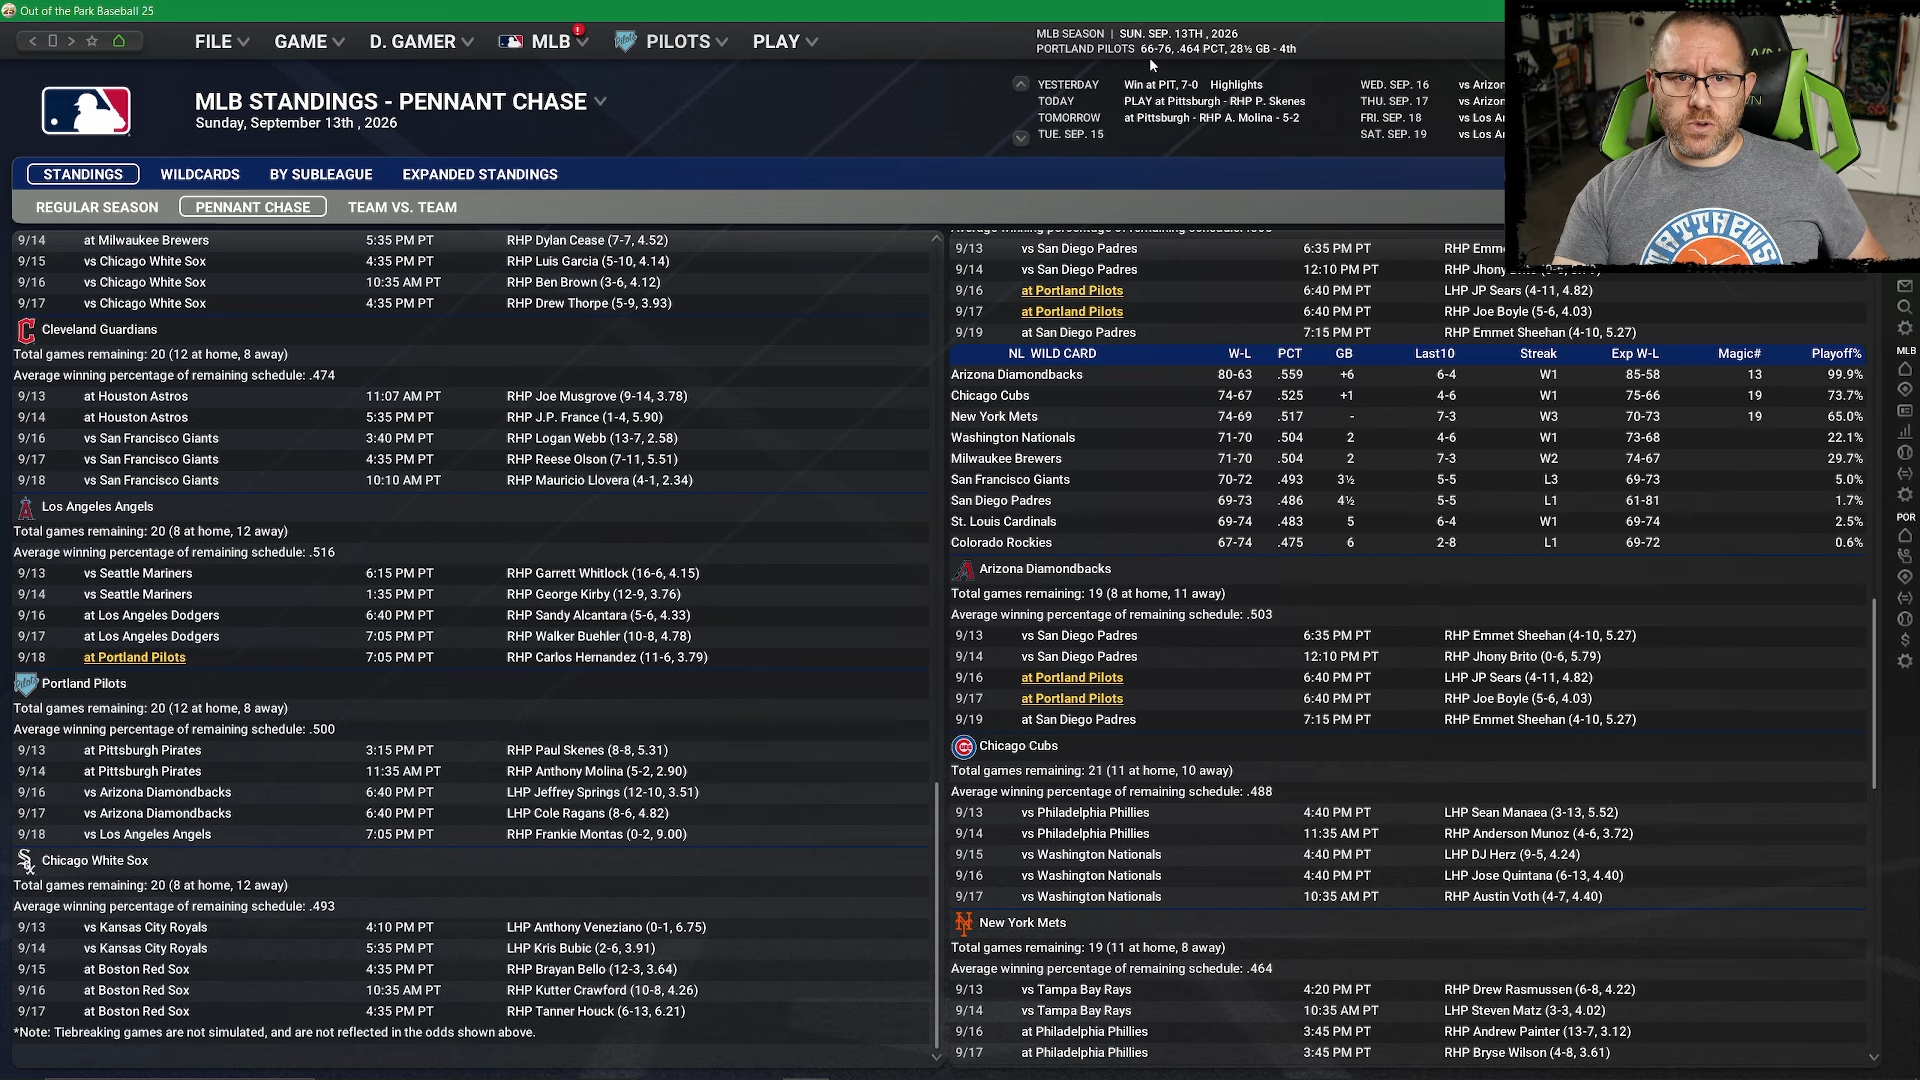 Out of the Park Baseball 25
FILE GAME D. GAMER MLB PILOTS PLAY
MLB SEASON | SUN. SEP. 13TH , 2026
PORTLAND PILOTS 66-76, .464 PCT, 28½ GB - 4th
YESTERDAY Win at PIT, 7-0 Highlights WED. SEP. 16 vs Arizon
TODAY PLAY at Pittsburgh - RHP P. Skenes THU. SEP. 17 vs Arizon
TOMORROW at Pittsburgh - RHP A. Molina - 5-2 FRI. SEP. 18 vs Los Ar
TUE. SEP. 15 SAT. SEP. 19 vs Los Ar
MLB STANDINGS - PENNANT CHASE
Sunday, September 13th , 2026
STANDINGS WILDCARDS BY SUBLEAGUE EXPANDED STANDINGS
REGULAR SEASON PENNANT CHASE TEAM VS. TEAM
9/14 at Milwaukee Brewers 5:35 PM PT RHP Dylan Cease (7-7, 4.52)
9/15 vs Chicago White Sox 4:35 PM PT RHP Luis Garcia (5-10, 4.14)
9/16 vs Chicago White Sox 10:35 AM PT RHP Ben Brown (3-6, 4.12)
9/17 vs Chicago White Sox 4:35 PM PT RHP Drew Thorpe (5-9, 3.93)
Cleveland Guardians
Total games remaining: 20 (12 at home, 8 away)
Average winning percentage of remaining schedule: .474
9/13 at Houston Astros 11:07 AM PT RHP Joe Musgrove (9-14, 3.78)
9/14 at Houston Astros 5:35 PM PT RHP J.P. France (1-4, 5.90)
9/16 vs San Francisco Giants 3:40 PM PT RHP Logan Webb (13-7, 2.58)
9/17 vs San Francisco Giants 4:35 PM PT RHP Reese Olson (7-11, 5.51)
9/18 vs San Francisco Giants 10:10 AM PT RHP Mauricio Llovera (4-1, 2.34)
Los Angeles Angels
Total games remaining: 20 (8 at home, 12 away)
Average winning percentage of remaining schedule: .516
9/13 vs Seattle Mariners 6:15 PM PT RHP Garrett Whitlock (16-6, 4.15)
9/14 vs Seattle Mariners 1:35 PM PT RHP George Kirby (12-9, 3.76)
9/16 at Los Angeles Dodgers 6:40 PM PT RHP Sandy Alcantara (5-6, 4.33)
9/17 at Los Angeles Dodgers 7:05 PM PT RHP Walker Buehler (10-8, 4.78)
9/18 at Portland Pilots 7:05 PM PT RHP Carlos Hernandez (11-6, 3.79)
Portland Pilots
Total games remaining: 20 (12 at home, 8 away)
Average winning percentage of remaining schedule: .500
9/13 at Pittsburgh Pirates 3:15 PM PT RHP Paul Skenes (8-8, 5.31)
9/14 at Pittsburgh Pirates 11:35 AM PT RHP Anthony Molina (5-2, 2.90)
9/16 vs Arizona Diamondbacks 6:40 PM PT LHP Jeffrey Springs (12-10, 3.51)
9/17 vs Arizona Diamondbacks 6:40 PM PT LHP Cole Ragans (8-6, 4.82)
9/18 vs Los Angeles Angels 7:05 PM PT RHP Frankie Montas (0-2, 9.00)
Chicago White Sox
Total games remaining: 20 (8 at home, 12 away)
Average winning percentage of remaining schedule: .493
9/13 vs Kansas City Royals 4:10 PM PT LHP Anthony Veneziano (0-1, 6.75)
9/14 vs Kansas City Royals 5:35 PM PT LHP Kris Bubic (2-6, 3.91)
9/15 at Boston Red Sox 4:35 PM PT RHP Brayan Bello (12-3, 3.64)
9/16 at Boston Red Sox 10:35 AM PT RHP Kutter Crawford (10-8, 4.26)
9/17 at Boston Red Sox 4:35 PM PT RHP Tanner Houck (6-13, 6.21)
*Note: Tiebreaking games are not simulated, and are not reflected in the odds shown above.
9/13 vs San Diego Padres 6:35 PM PT RHP Emme
9/14 vs San Diego Padres 12:10 PM PT RHP Jhony
9/16 at Portland Pilots 6:40 PM PT LHP JP Sears (4-11, 4.82)
9/17 at Portland Pilots 6:40 PM PT RHP Joe Boyle (5-6, 4.03)
9/19 at San Diego Padres 7:15 PM PT RHP Emmet Sheehan (4-10, 5.27)
NL WILD CARD W-L PCT GB Last10 Streak Exp W-L Magic# Playoff%
Arizona Diamondbacks 80-63 .559 +6 6-4 W1 85-58 13 99.9%
Chicago Cubs 74-67 .525 +1 4-6 W1 75-66 19 73.7%
New York Mets 74-69 .517 - 7-3 W3 70-73 19 65.0%
Washington Nationals 71-70 .504 2 4-6 W1 73-68 22.1%
Milwaukee Brewers 71-70 .504 2 7-3 W2 74-67 29.7%
San Francisco Giants 70-72 .493 3½ 5-5 L3 69-73 5.0%
San Diego Padres 69-73 .486 4½ 5-5 L1 61-81 1.7%
St. Louis Cardinals 69-74 .483 5 6-4 W1 69-74 2.5%
Colorado Rockies 67-74 .475 6 2-8 L1 69-72 0.6%
Arizona Diamondbacks
Total games remaining: 19 (8 at home, 11 away)
Average winning percentage of remaining schedule: .503
9/13 vs San Diego Padres 6:35 PM PT RHP Emmet Sheehan (4-10, 5.27)
9/14 vs San Diego Padres 12:10 PM PT RHP Jhony Brito (0-6, 5.79)
9/16 at Portland Pilots 6:40 PM PT LHP JP Sears (4-11, 4.82)
9/17 at Portland Pilots 6:40 PM PT RHP Joe Boyle (5-6, 4.03)
9/19 at San Diego Padres 7:15 PM PT RHP Emmet Sheehan (4-10, 5.27)
Chicago Cubs
Total games remaining: 21 (11 at home, 10 away)
Average winning percentage of remaining schedule: .488
9/13 vs Philadelphia Phillies 4:40 PM PT LHP Sean Manaea (3-13, 5.52)
9/14 vs Philadelphia Phillies 11:35 AM PT RHP Anderson Munoz (4-6, 3.72)
9/15 vs Washington Nationals 4:40 PM PT LHP DJ Herz (9-5, 4.24)
9/16 vs Washington Nationals 4:40 PM PT LHP Jose Quintana (6-13, 4.40)
9/17 vs Washington Nationals 10:35 AM PT RHP Austin Voth (4-7, 4.40)
New York Mets
Total games remaining: 19 (11 at home, 8 away)
Average winning percentage of remaining schedule: .464
9/13 vs Tampa Bay Rays 4:20 PM PT RHP Drew Rasmussen (6-8, 4.22)
9/14 vs Tampa Bay Rays 10:35 AM PT LHP Steven Matz (3-3, 4.02)
9/16 at Philadelphia Phillies 3:45 PM PT RHP Andrew Painter (13-7, 3.12)
9/17 at Philadelphia Phillies 3:45 PM PT RHP Bryse Wilson (4-8, 3.61)
MLB
POR
MATTHEWS